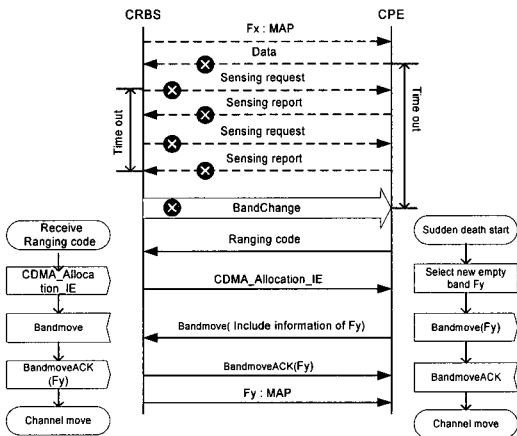 CRBS
CPE
Fx : MAP
Data
Sensing request
Sensing report
Sensing request
Sensing report
Time out
Time out
BandChange
Ranging code
CDMA_Allocation_IE
Bandmove( Include information of Fy)
BandmoveACK(Fy)
Fy : MAP
Receive
Ranging code
CDMA_Alloca
tion_IE
Bandmove
BandmoveACK
(Fy)
Channel move
Sudden death start
Select new empty
band Fy
Bandmove(Fy)
BandmoveACK
Channel move